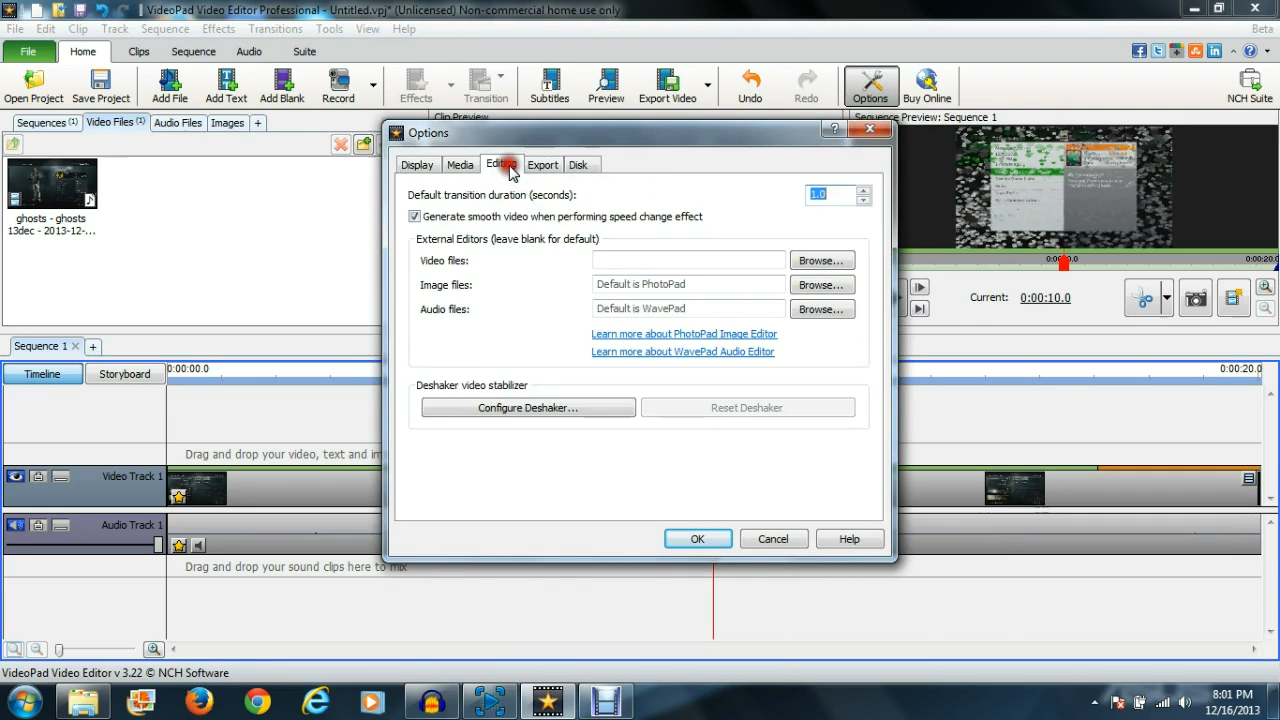 VideoPad Video Editor Professional - Untitled.vpj* (Unlicensed) Non-commercial home use only
File Edit Clip Track Sequence Effects Transitions Tools View Help Beta
File Home Clips Sequence Audio Suite
Open Project Save Project Add File Add Text Add Blank Record Effects Transition Subtitles Preview Export Video Undo Redo Options Buy Online NCH Suite
Sequences (1) Video Files (1) Audio Files Images +
Clip Preview
Sequence Preview: Sequence 1
ghosts - ghosts
13dec - 2013-12-...
Options
Display Media Export Disk
Default transition duration (seconds): 1.0
Generate smooth video when performing speed change effect
External Editors (leave blank for default)
Video files: Browse...
Image files: Default is PhotoPad Browse...
Audio files: Default is WavePad Browse...
Learn more about PhotoPad Image Editor
Learn more about WavePad Audio Editor
Deshaker video stabilizer
Configure Deshaker... Reset Deshaker
OK Cancel Help
0:00:20.
Current: 0:00:10.0
Sequence 1 +
Timeline Storyboard 0:00:00.0 0:00:20.
Drag and drop your video, text and im
Video Track 1
Audio Track 1
Drag and drop your sound clips here to mix
VideoPad Video Editor v 3.22 © NCH Software
8:01 PM
12/16/2013